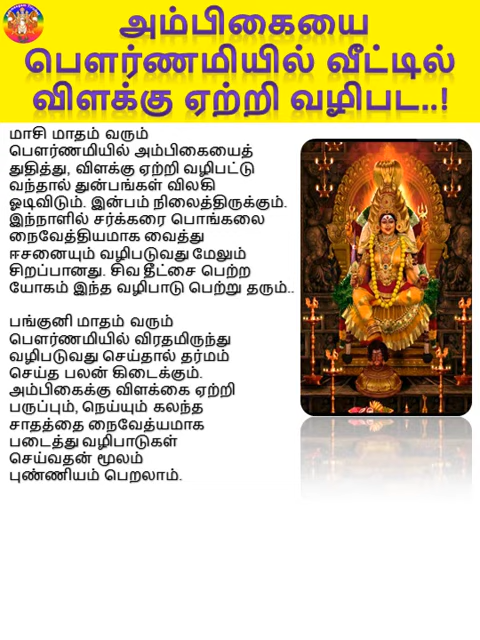 அம்பிகையை
பௌர்ணமியில் வீட்டில்
விளக்கு ஏற்றி வழிபட..!
மாசி மாதம் வரும்
பௌர்ணமியில் அம்பிகையைத்
துதித்து, விளக்கு ஏற்றி வழிபட்டு
வந்தால் துன்பங்கள் விலகி
ஓடிவிடும். இன்பம் நிலைத்திருக்கும்.
இந்நாளில் சர்க்கரை பொங்கலை
நைவேத்தியமாக வைத்து
ஈசனையும் வழிபடுவது மேலும்
சிறப்பானது. சிவ தீட்சை பெற்ற
யோகம் இந்த வழிபாடு பெற்று தரும்..
பங்குனி மாதம் வரும்
பௌர்ணமியில் விரதமிருந்து
வழிபடுவது செய்தால் தர்மம்
செய்த பலன் கிடைக்கும்.
அம்பிகைக்கு விளக்கை ஏற்றி
பருப்பும், நெய்யும் கலந்த
சாதத்தை நைவேத்யமாக
படைத்து வழிபாடுகள்
செய்வதன் மூலம்
புண்ணியம் பெறலாம்.